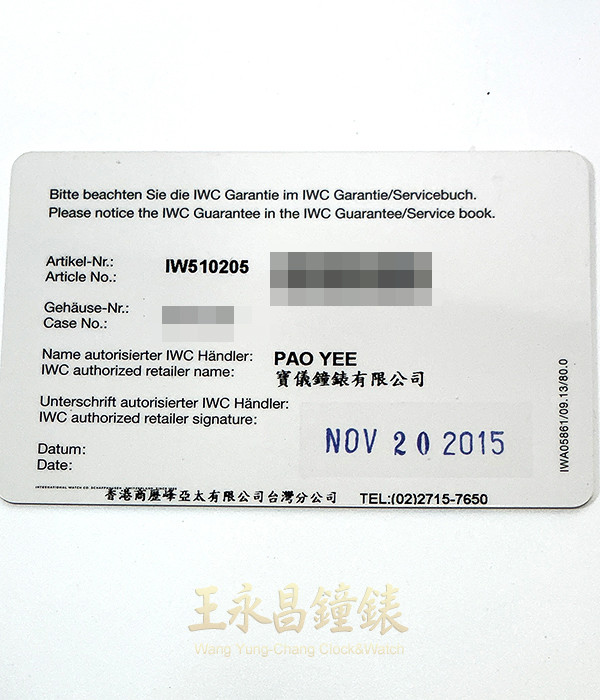 Bitte beachten Sie die IWC Garantie im IWC Garantie/Servicebuch.
Please notice the IWC Guarantee in the IWC Guarantee/Service book.
Artikel-Nr.:
Article No.:
IW510205
Gehäuse-Nr.:
Case No.:
Name autorisierter IWC Händler:
IWC authorized retailer name:
PAO YEE
寶儀鐘錶有限公司
Unterschrift autorisierter IWC Händler:
IWC authorized retailer signature:
NOV 20 2015
Datum:
Date:
IWA05861/09.13/80.0
香港商歷峰亞太有限公司台灣分公司 TEL:(02)2715-7650
王永昌鐘錶
Wang Yung-Chang Clock&Watch